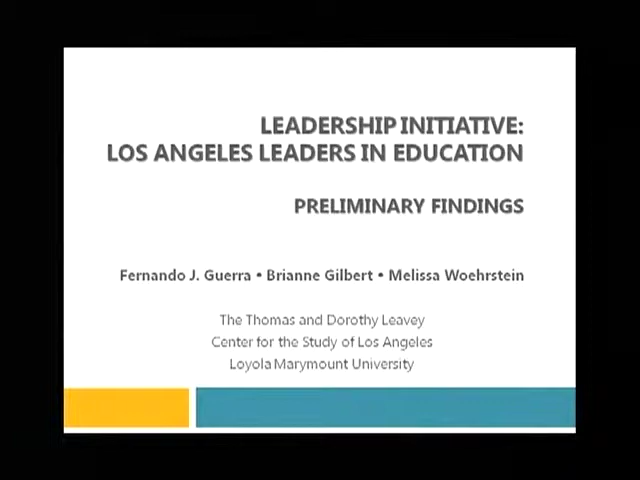 LEADERSHIP INITIATIVE:
LOS ANGELES LEADERS IN EDUCATION
PRELIMINARY FINDINGS
Fernando J. Guerra • Brianne Gilbert • Melissa Woehrstein
The Thomas and Dorothy Leavey
Center for the Study of Los Angeles
Loyola Marymount University